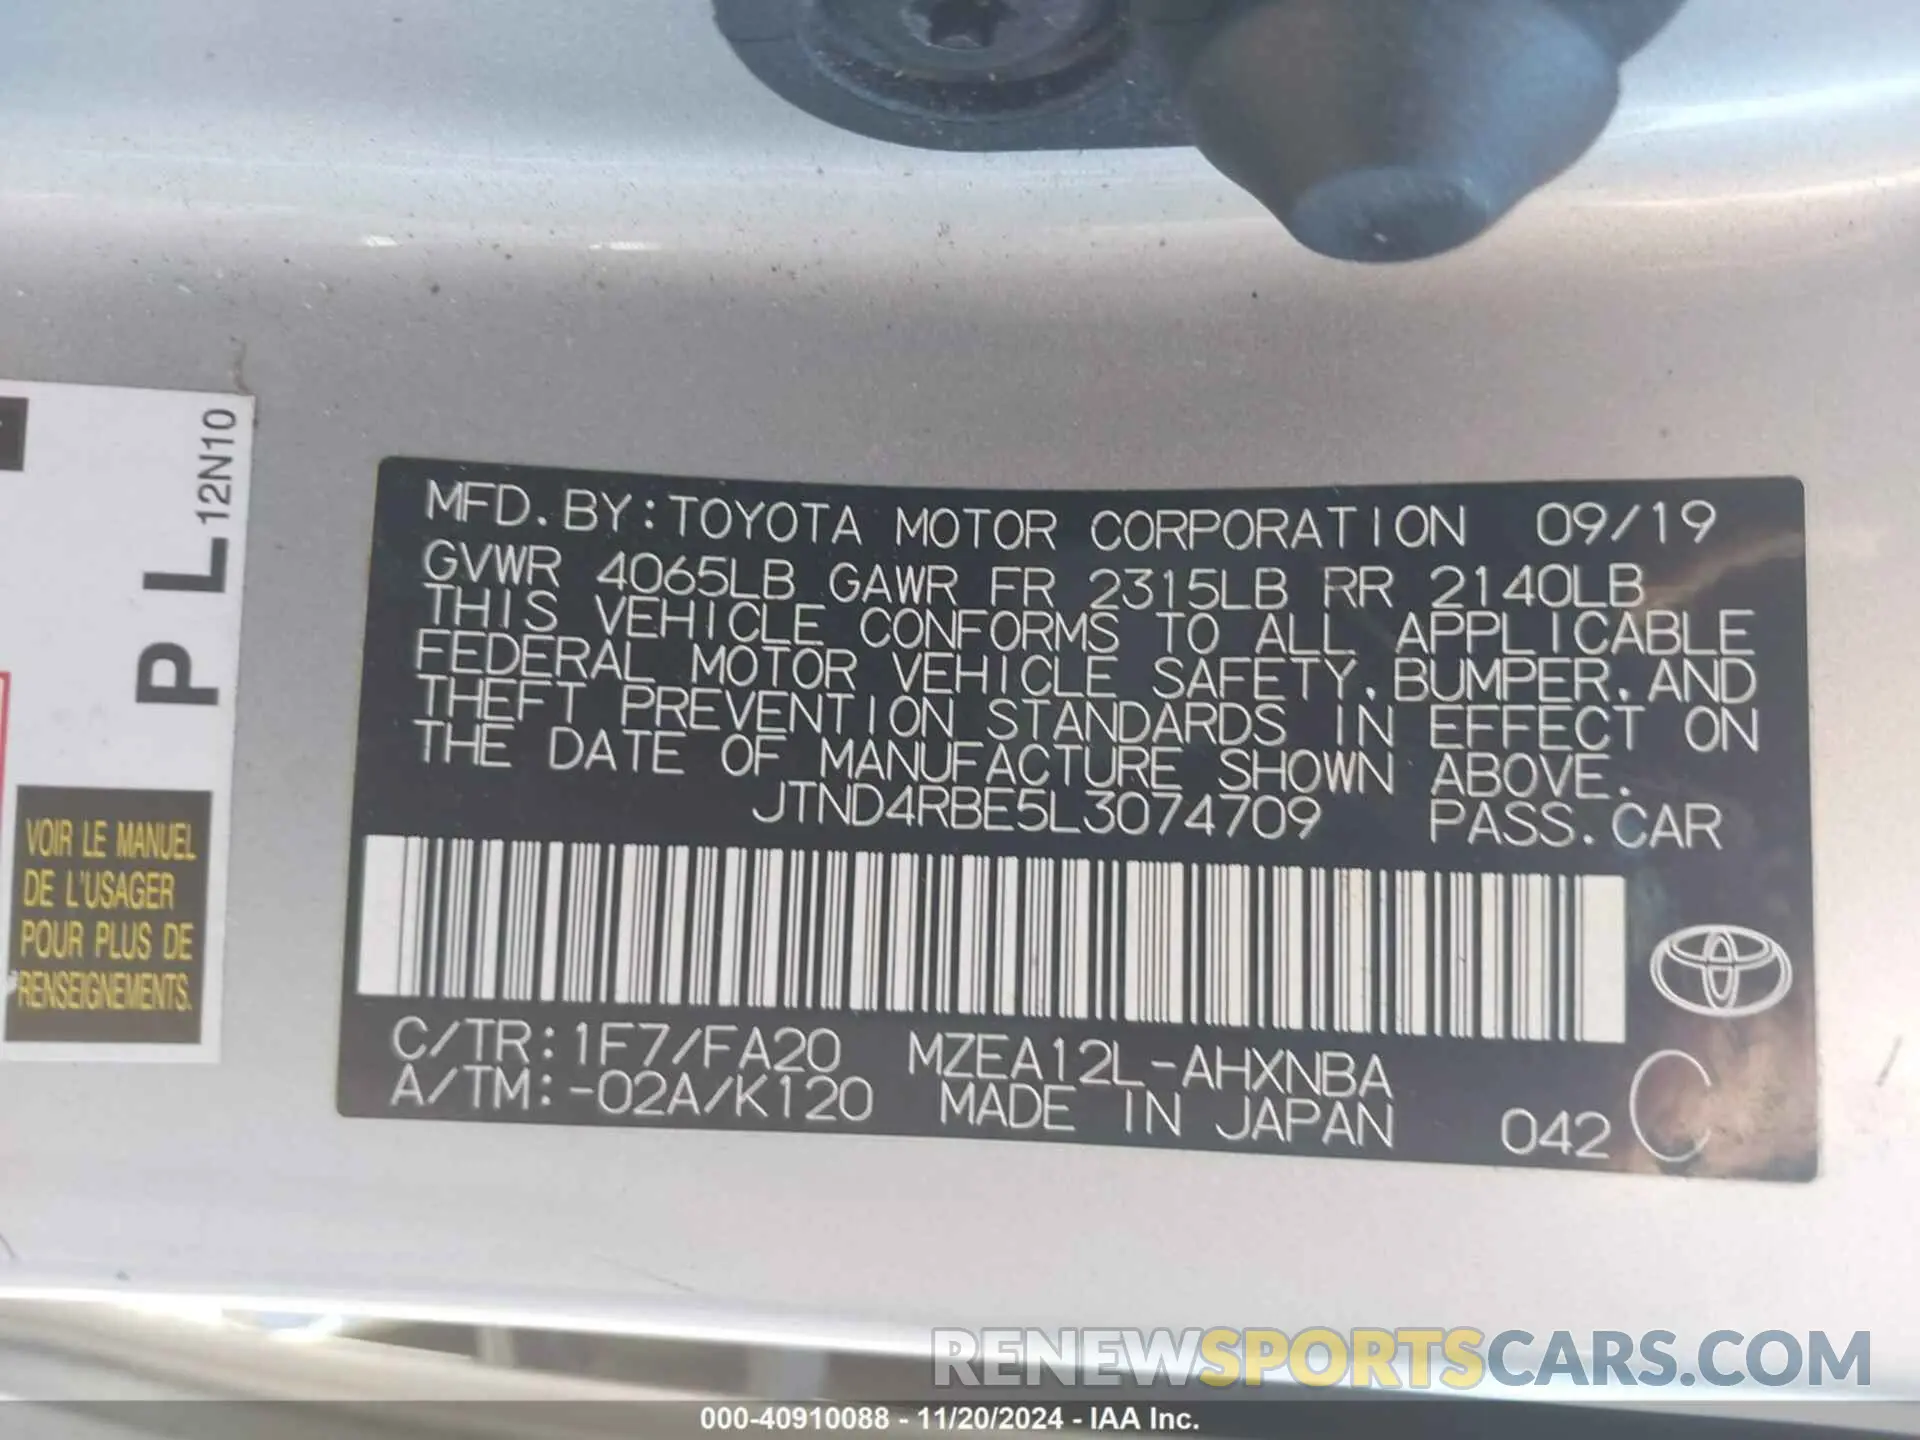 12N10
P L
VOIR LE MANUEL
DE L'USAGER
POUR PLUS DE
RENSEIGNEMENTS.
MFD. BY: TOYOTA MOTOR CORPORATION 09/19
GVWR 4065LB GAWR FR 2315LB RR 2140LB
THIS VEHICLE CONFORMS TO ALL APPLICABLE
FEDERAL MOTOR VEHICLE SAFETY, BUMPER, AND
THEFT PREVENTION STANDARDS IN EFFECT ON
THE DATE OF MANUFACTURE SHOWN ABOVE.
JTND4RBE5L3074709 PASS. CAR
C/TR: 1F7/FA20 MZEA12L-AHXNBA
A/TM: -02A/K120 MADE IN JAPAN 042 C
RENEWSPORTSCARS.COM
000-40910088 - 11/20/2024 - IAA Inc.